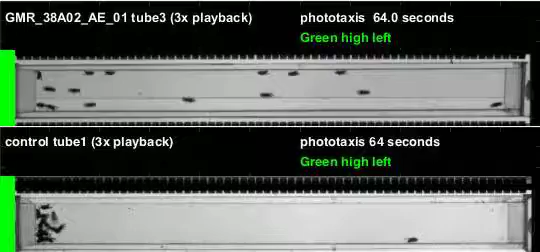 GMR_38A02_AE_01 tube3 (3x playback)
phototaxis  64.0 seconds
Green high left
control tube1 (3x playback)
phototaxis 64 seconds
Green high left